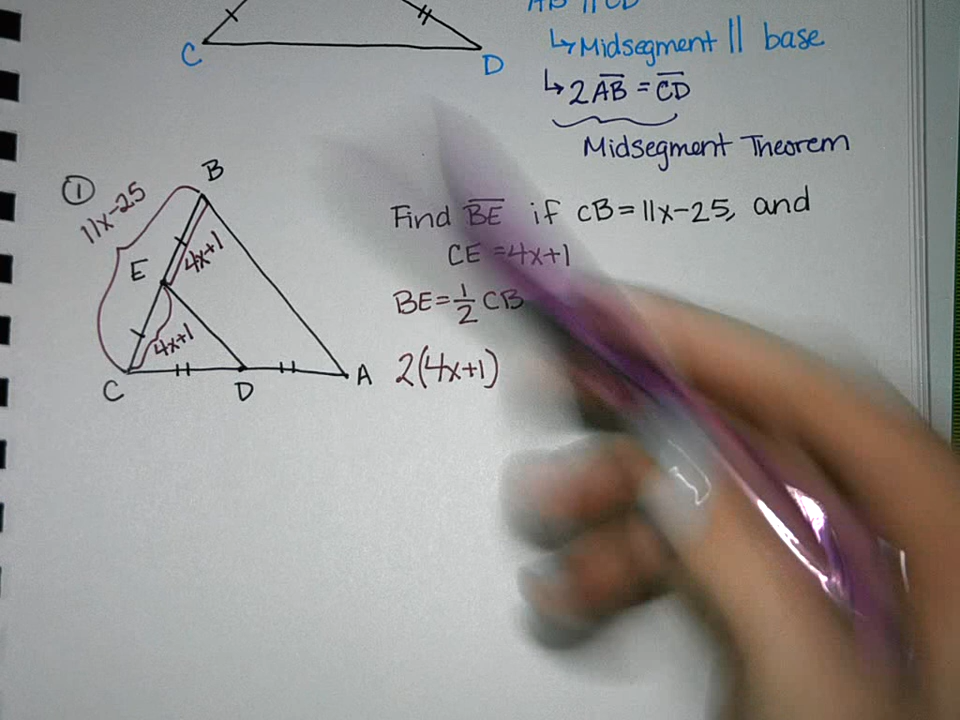 AB || CD
C
D
↳ Midsegment || base
↳ 2AB = CD
Midsegment Theorem
①
11x-25
B
E
4x+1
4x+1
C
D
A
Find BE if CB=11x-25, and
CE=4x+1
BE=1/2 CB
2(4x+1)